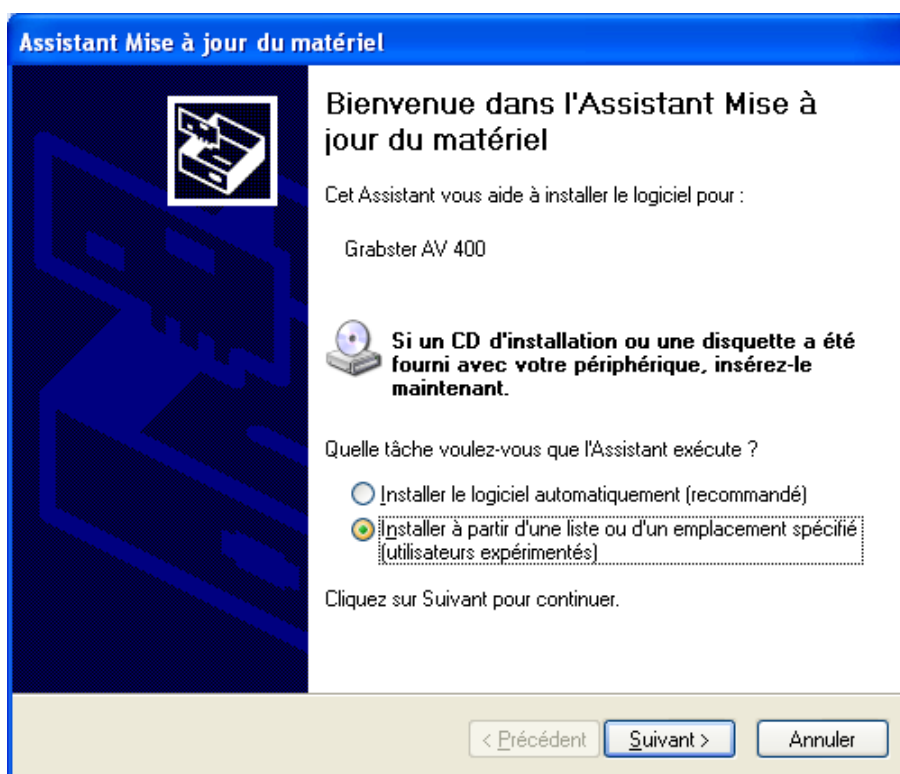 Assistant Mise à jour du matériel
Bienvenue dans l'Assistant Mise à
jour du matériel
Cet Assistant vous aide à installer le logiciel pour :
Grabster AV 400
Si un CD d'installation ou une disquette a été
fourni avec votre périphérique, insérez-le
maintenant.
Quelle tâche voulez-vous que l'Assistant exécute ?
Installer le logiciel automatiquement (recommandé)
Installer à partir d'une liste ou d'un emplacement spécifié
(utilisateurs expérimentés)
Cliquez sur Suivant pour continuer.
< Précédent Suivant > Annuler